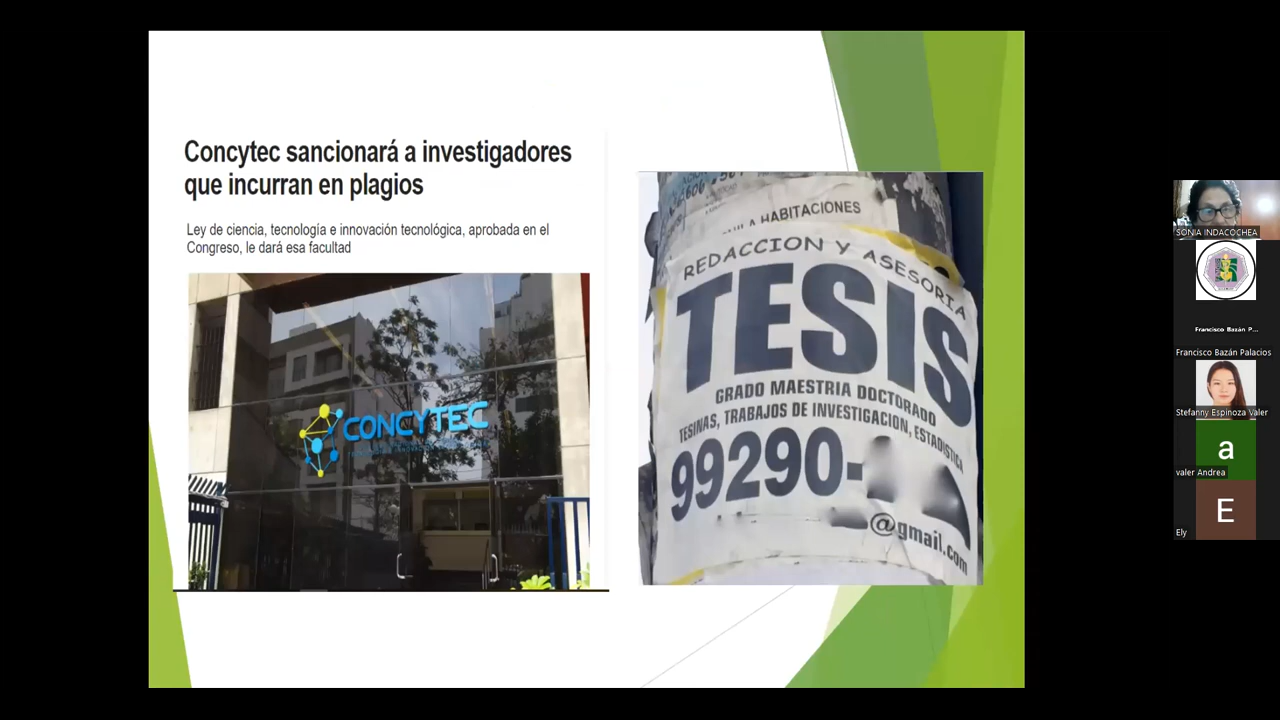 Concytec sancionará a investigadores
que incurran en plagios
Ley de ciencia, tecnología e innovación tecnológica, aprobada en el
Congreso, le dará esa facultad
CONCYTEC
HABITACIONES
REDACCION Y ASESORIA
TESIS
GRADO MAESTRIA DOCTORADO
TESINAS, TRABAJOS DE INVESTIGACION, ESTADISTICA
99290-
@gmail.com
SONIA INDACOCHEA
Francisco Bazán P...
Francisco Bazán Palacios
Stefanny Espinoza Valer
a
valer Andrea
E
Ely